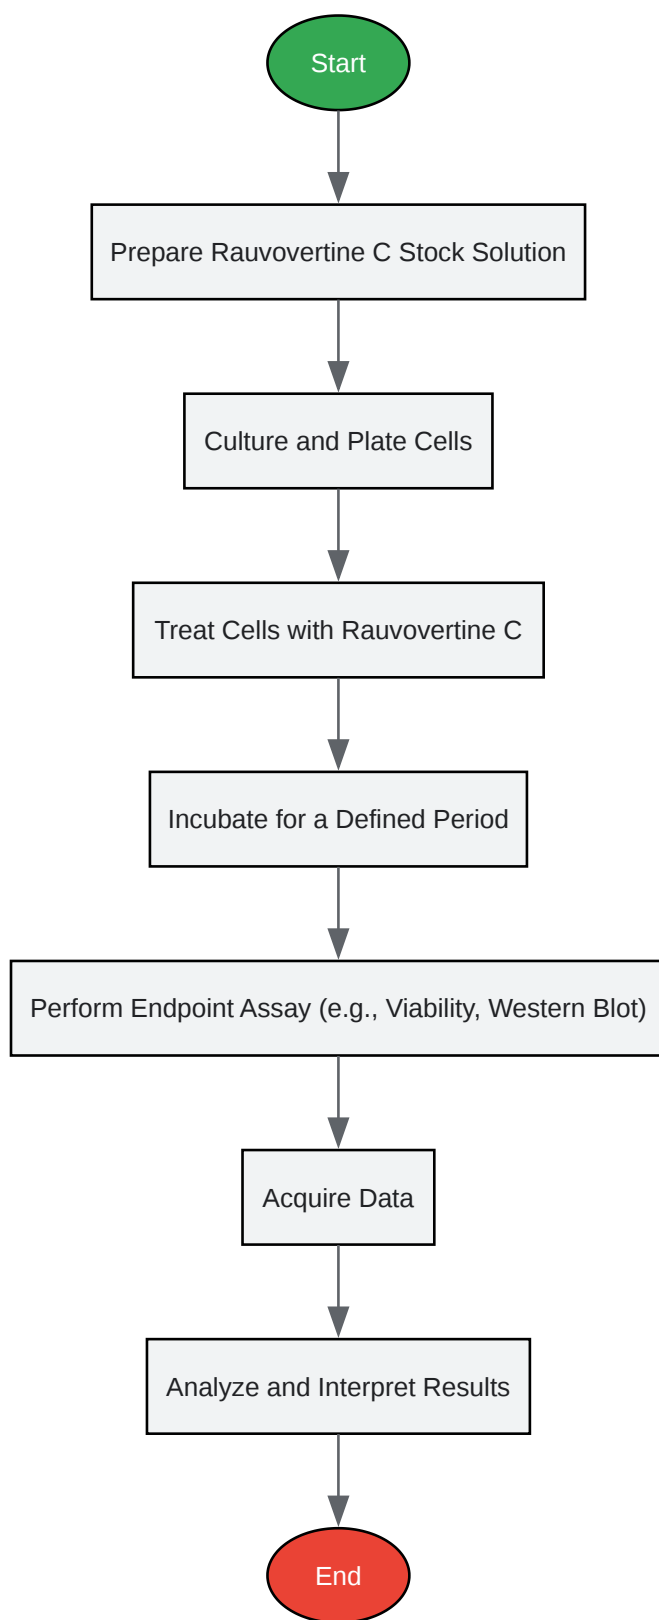 Start
Prepare Rauvovertine C Stock Solution
Culture and Plate Cells
Treat Cells with Rauvovertine C
Incubate for a Defined Period
Perform Endpoint Assay (e.g., Viability, Western Blot)
Acquire Data
Analyze and Interpret Results
End